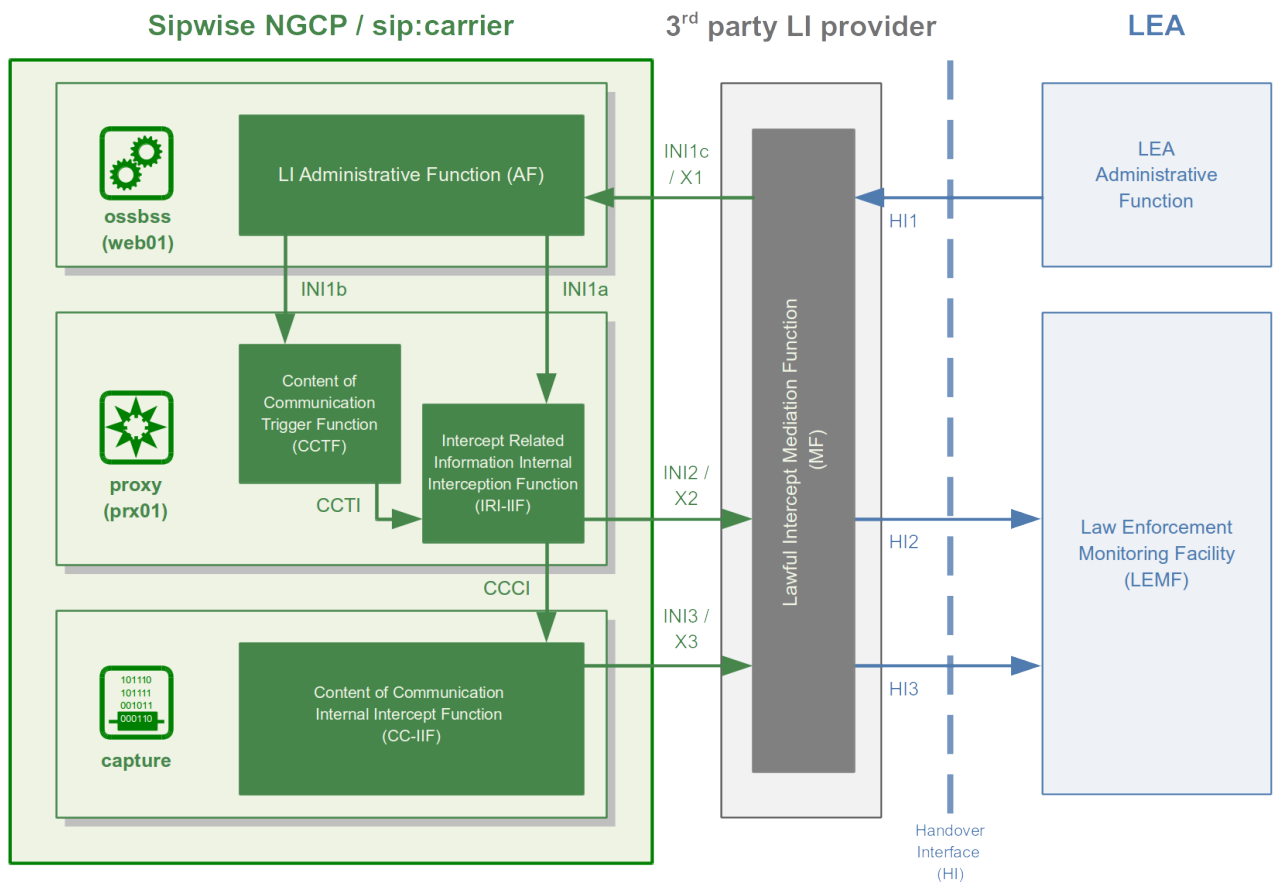 Sipwise NGCP / sip:carrier
3rd party LI provider
LEA
ossbss
(web01)
LI Administrative Function (AF)
INI1c
/ X1
HI1
LEA
Administrative
Function
INI1b
INI1a
proxy
(prx01)
Content of
Communication
Trigger Function
(CCTF)
CCTI
Intercept Related
Information Internal
Interception Function
(IRI-IIF)
INI2 /
X2
Lawful Intercept Mediation Function
(MF)
HI2
Law Enforcement
Monitoring Facility
(LEMF)
CCCI
101110
101111
001011
000110
capture
Content of Communication
Internal Intercept Function
(CC-IIF)
INI3 /
X3
HI3
Handover
Interface
(HI)